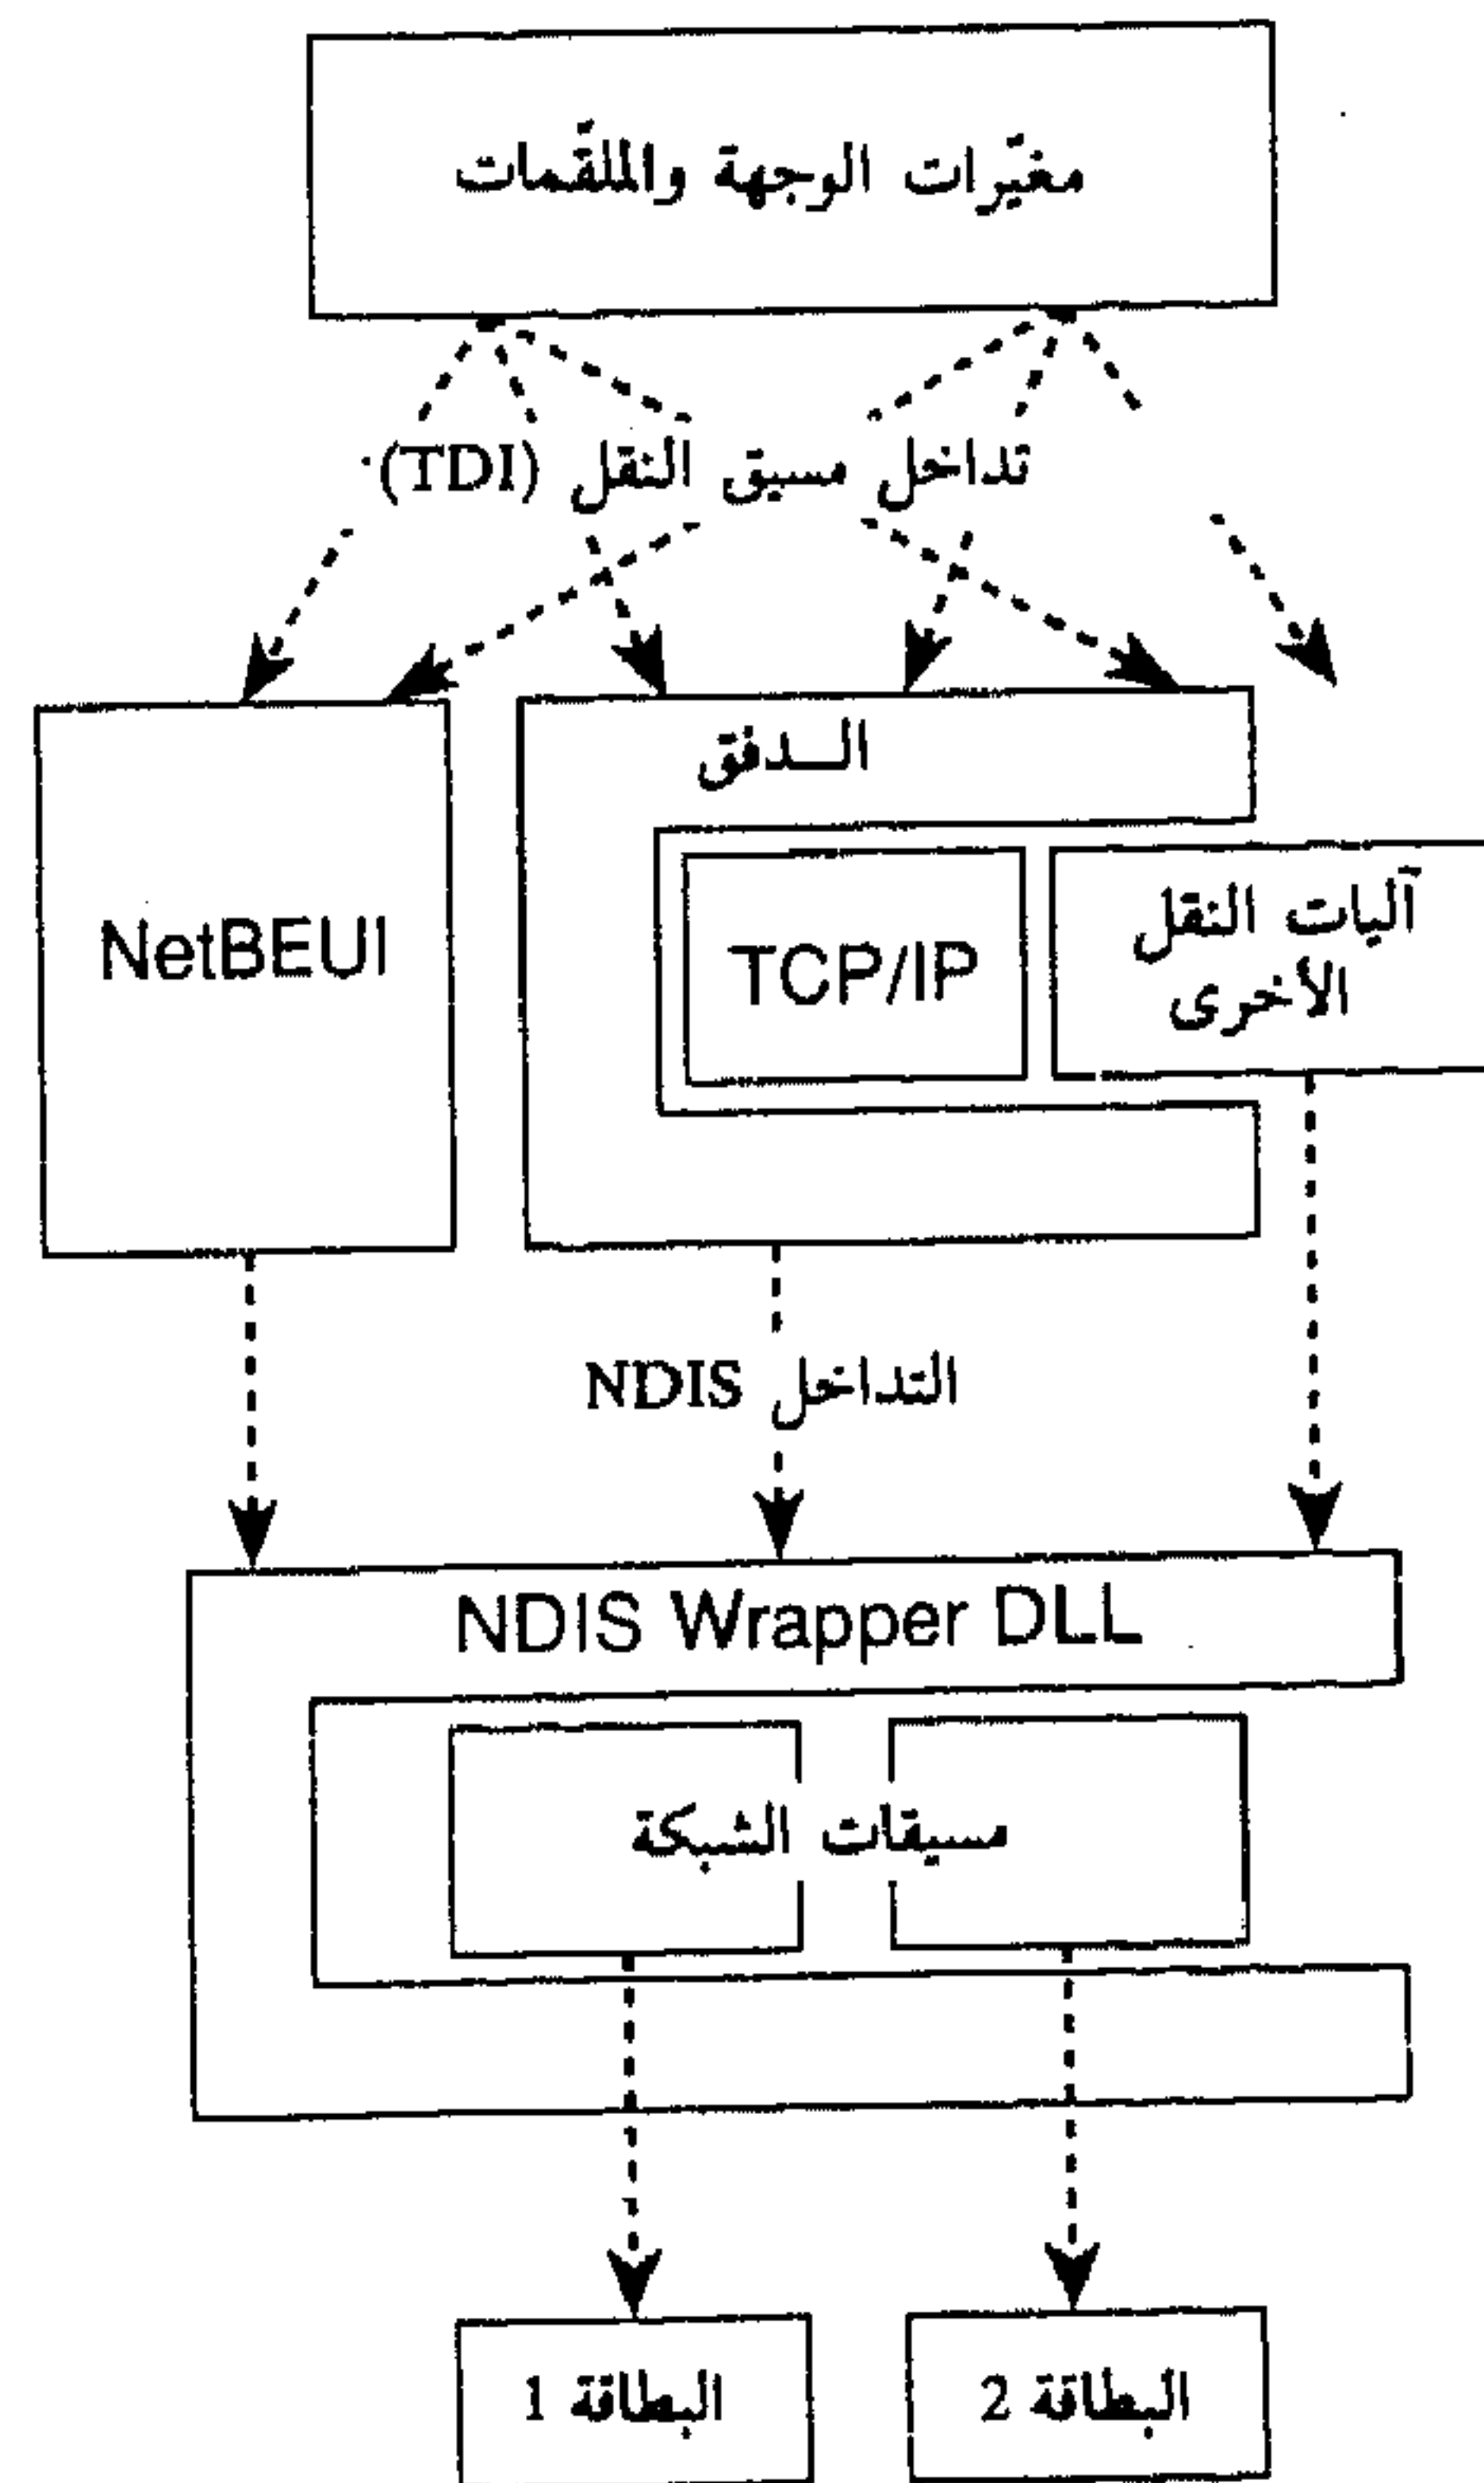 مغيّرات الوجهة والملقّمات
تداخل مسيق النقل (TDI)
الـدفق
NetBEUI
TCP/IP
آليات النقل
الأخرى
التداخل NDIS
NDIS Wrapper DLL
مسيقات الشبكة
البطاقة 1
البطاقة 2